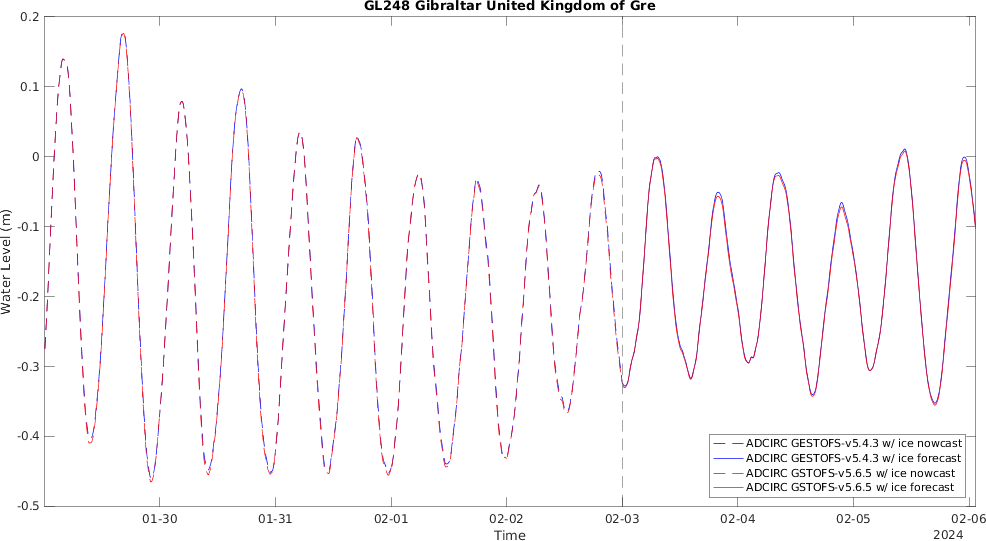 GL248 Gibraltar United Kingdom of Gre
Water Level (m)
0.2
0.1
0
-0.1
-0.2
-0.3
-0.4
-0.5
ADCIRC GESTOFS-v5.4.3 w/ ice nowcast
ADCIRC GESTOFS-v5.4.3 w/ ice forecast
ADCIRC GSTOFS-v5.6.5 w/ ice nowcast
ADCIRC GSTOFS-v5.6.5 w/ ice forecast
01-30 01-31 02-01 02-02 02-03 02-04 02-05 02-06
Time
2024